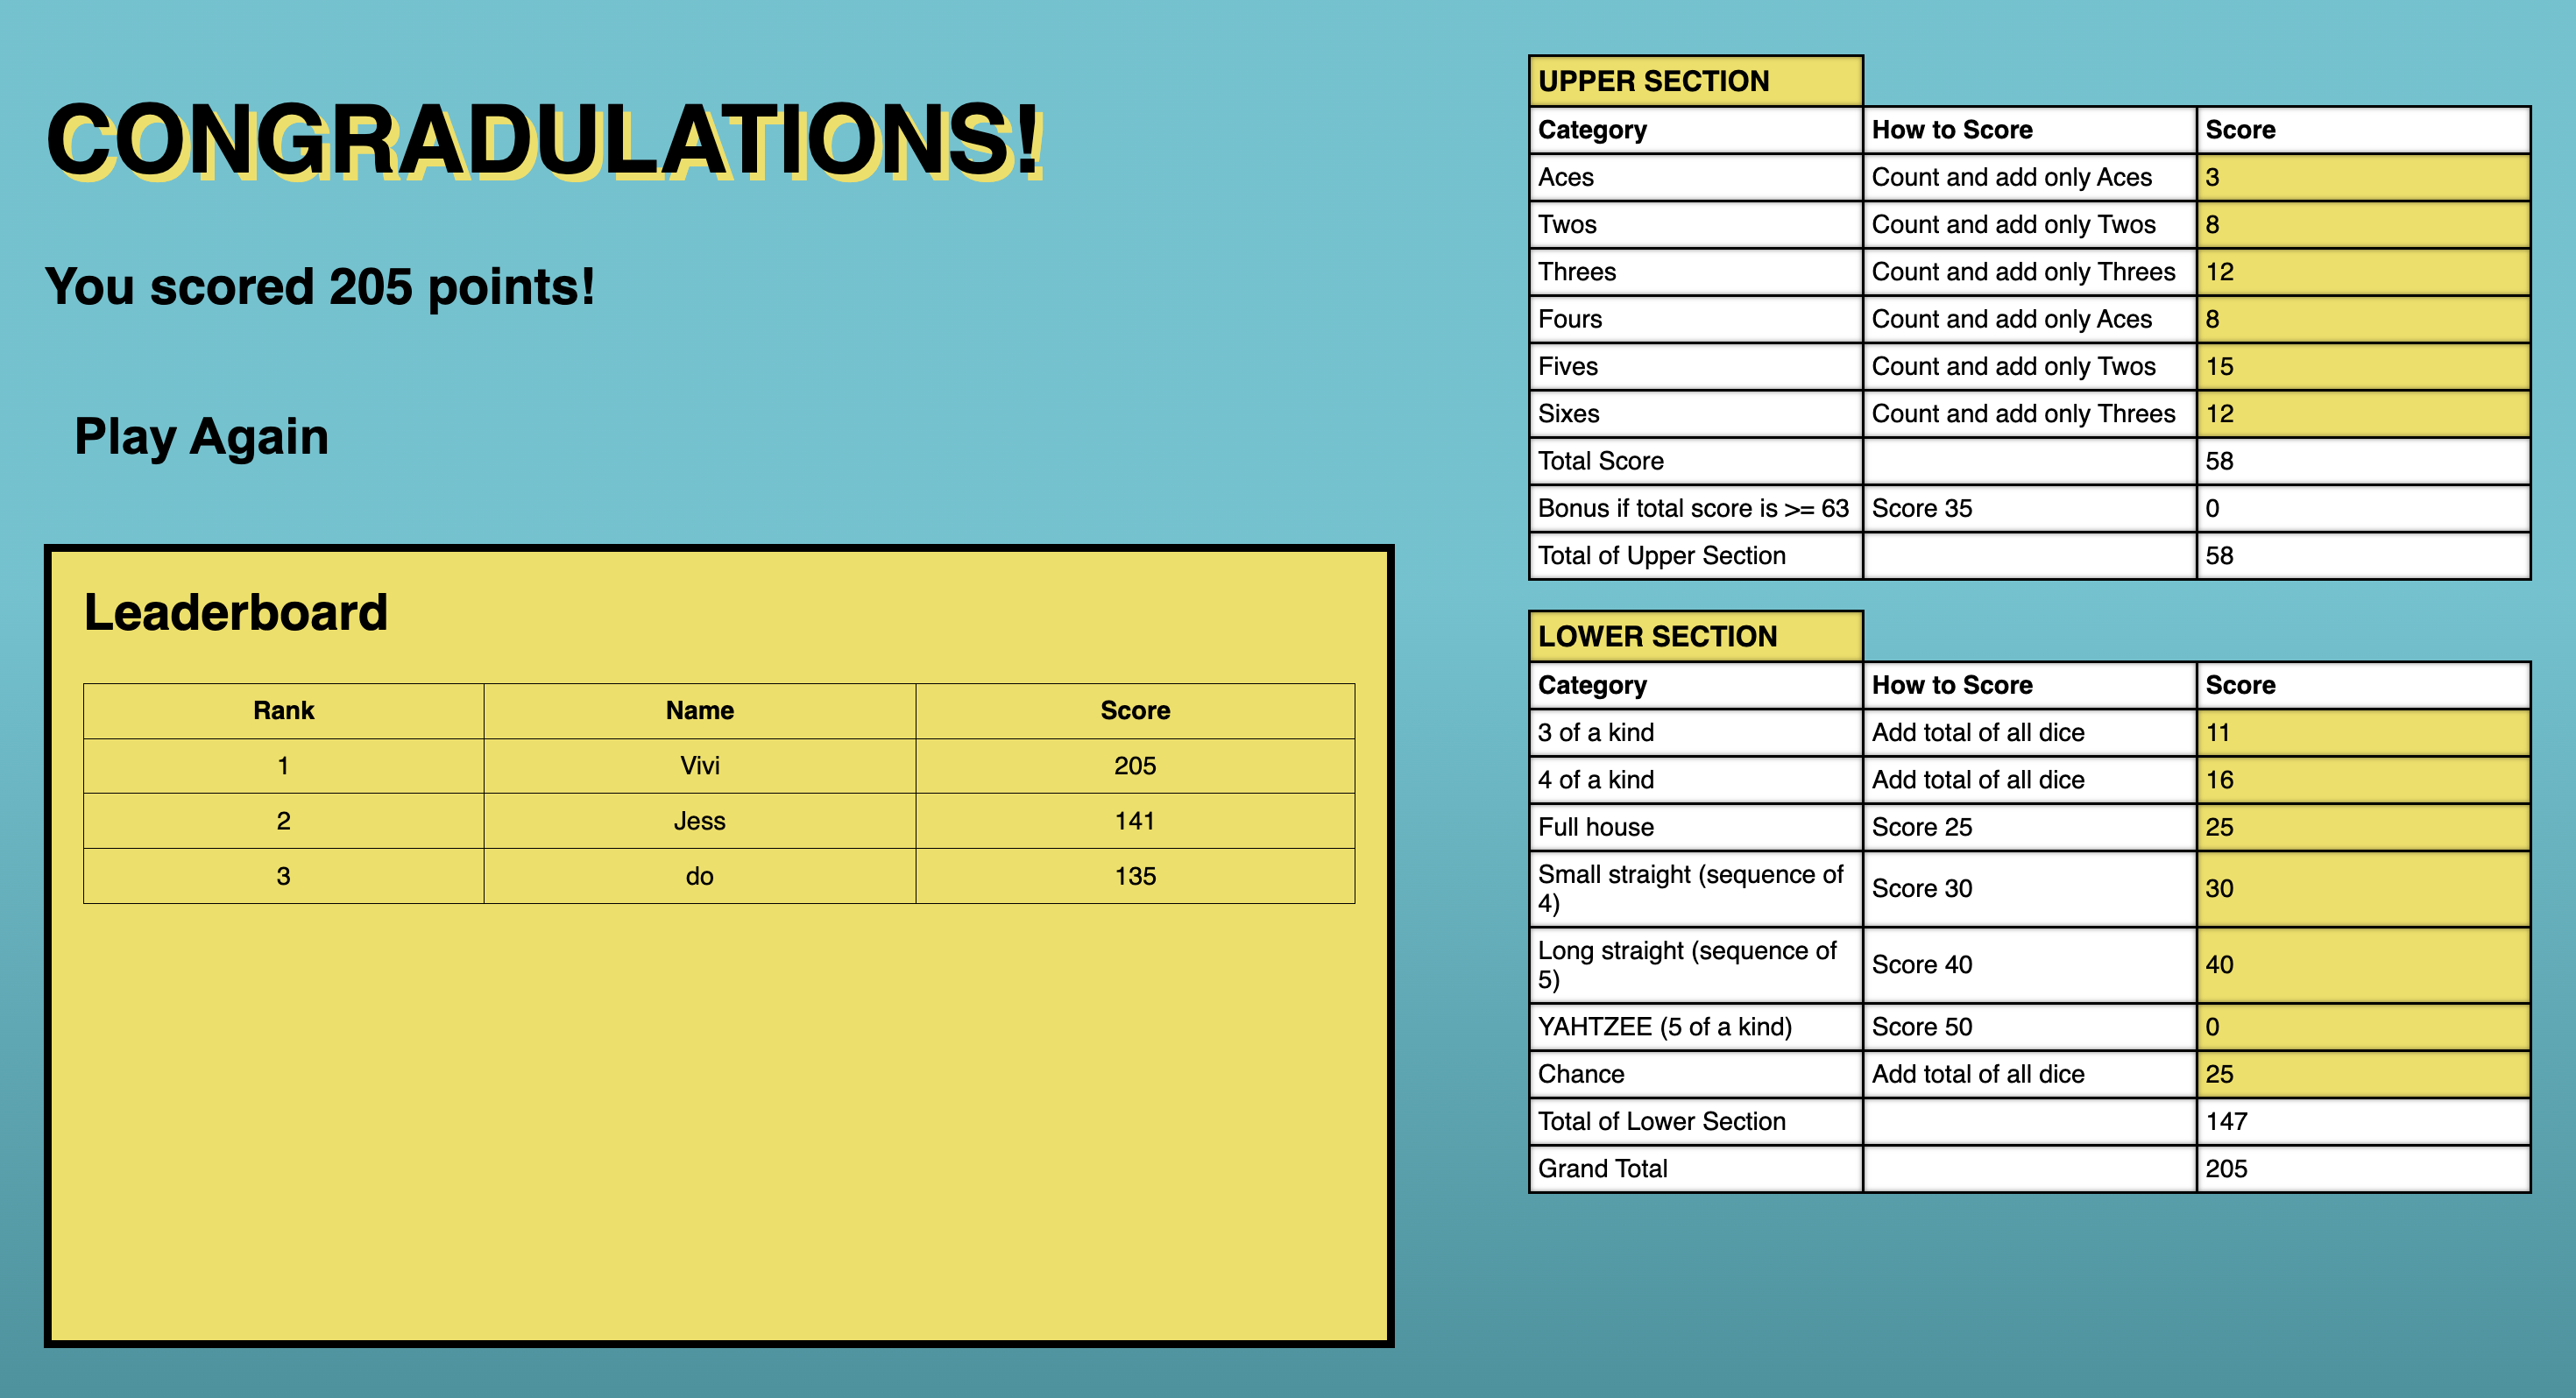 CONGRADULATIONS!
You scored 205 points!
Play Again
Leaderboard
Rank Name Score
1 Vivi 205
2 Jess 141
3 do 135
UPPER SECTION
Category How to Score Score
Aces Count and add only Aces 3
Twos Count and add only Twos 8
Threes Count and add only Threes 12
Fours Count and add only Aces 8
Fives Count and add only Twos 15
Sixes Count and add only Threes 12
Total Score 58
Bonus if total score is >= 63 Score 35 0
Total of Upper Section 58
LOWER SECTION
Category How to Score Score
3 of a kind Add total of all dice 11
4 of a kind Add total of all dice 16
Full house Score 25 25
Small straight (sequence of
4) Score 30 30
Long straight (sequence of
5) Score 40 40
YAHTZEE (5 of a kind) Score 50 0
Chance Add total of all dice 25
Total of Lower Section 147
Grand Total 205